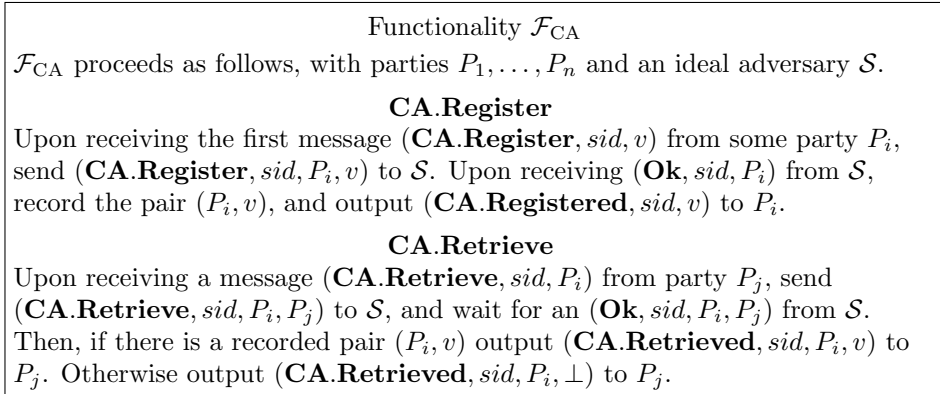 Functionality 𝓕_CA
𝓕_CA proceeds as follows, with parties P_1, . . . , P_n and an ideal adversary 𝓢.
CA.Register
Upon receiving the first message (CA.Register, sid, v) from some party P_i,
send (CA.Register, sid, P_i, v) to 𝓢. Upon receiving (Ok, sid, P_i) from 𝓢,
record the pair (P_i, v), and output (CA.Registered, sid, v) to P_i.
CA.Retrieve
Upon receiving a message (CA.Retrieve, sid, P_i) from party P_j, send
(CA.Retrieve, sid, P_i, P_j) to 𝓢, and wait for an (Ok, sid, P_i, P_j) from 𝓢.
Then, if there is a recorded pair (P_i, v) output (CA.Retrieved, sid, P_i, v) to
P_j. Otherwise output (CA.Retrieved, sid, P_i, ⊥) to P_j.